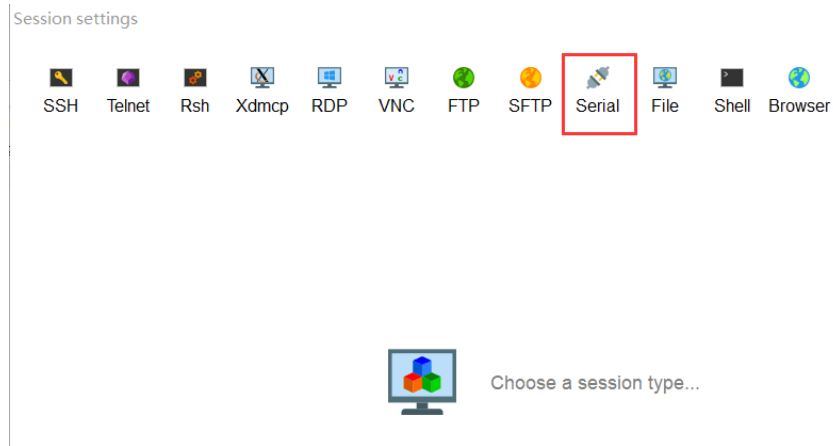 Session settings
SSH Telnet Rsh Xdmcp RDP VNC FTP SFTP Serial File Shell Browser
Choose a session type...